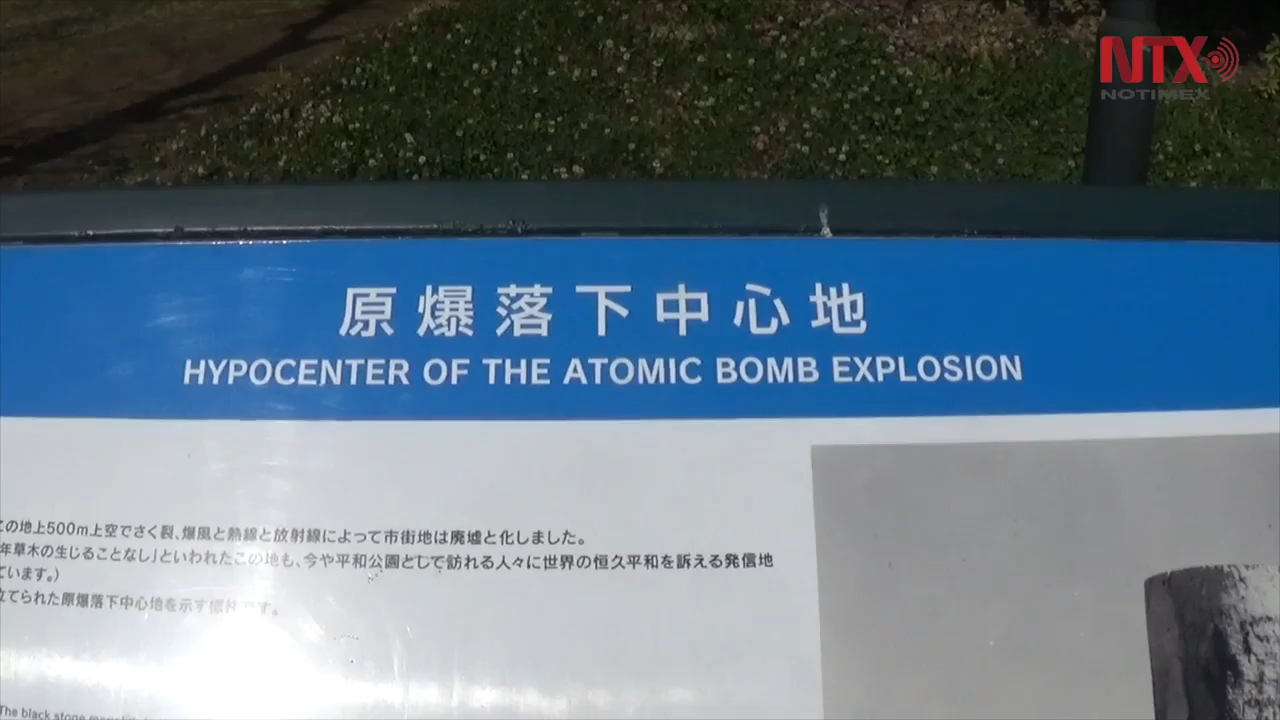 NTX
NOTIMEX
原爆落下中心地
HYPOCENTER OF THE ATOMIC BOMB EXPLOSION
この地上500m上空でさく裂、爆風と熱線と放射線によって市街地は廃墟と化しました。
年草木の生じることなし」といわれたこの地も、今や平和公園として訪れる人々に世界の恒久平和を訴える発信地
ています。）
立てられた原爆落下中心地を示す標柱です。
The black stone